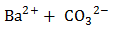 Ba²⁺ + CO₃²⁻